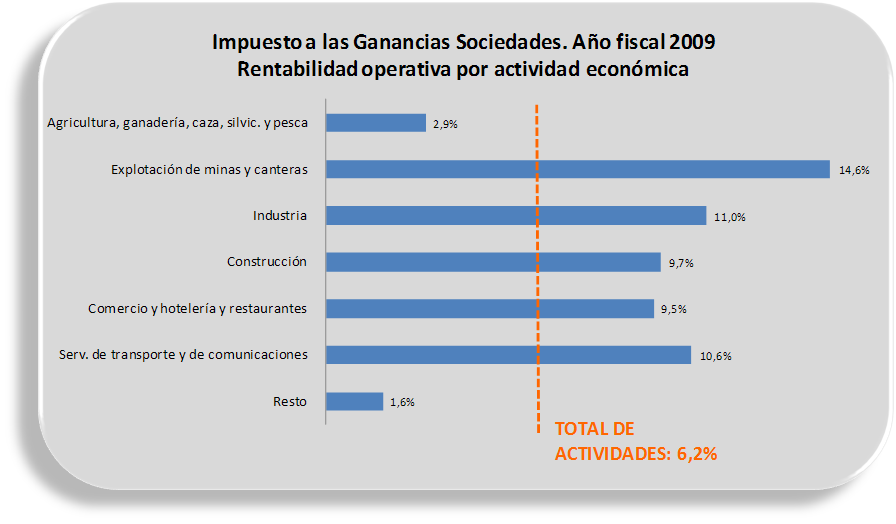 Impuesto a las Ganancias Sociedades. Año fiscal 2009
Rentabilidad operativa por actividad económica
Agricultura, ganadería, caza, silvic. y pesca 2,9%
Explotación de minas y canteras 14,6%
Industria 11,0%
Construcción 9,7%
Comercio y hotelería y restaurantes 9,5%
Serv. de transporte y de comunicaciones 10,6%
Resto 1,6%
TOTAL DE
ACTIVIDADES: 6,2%